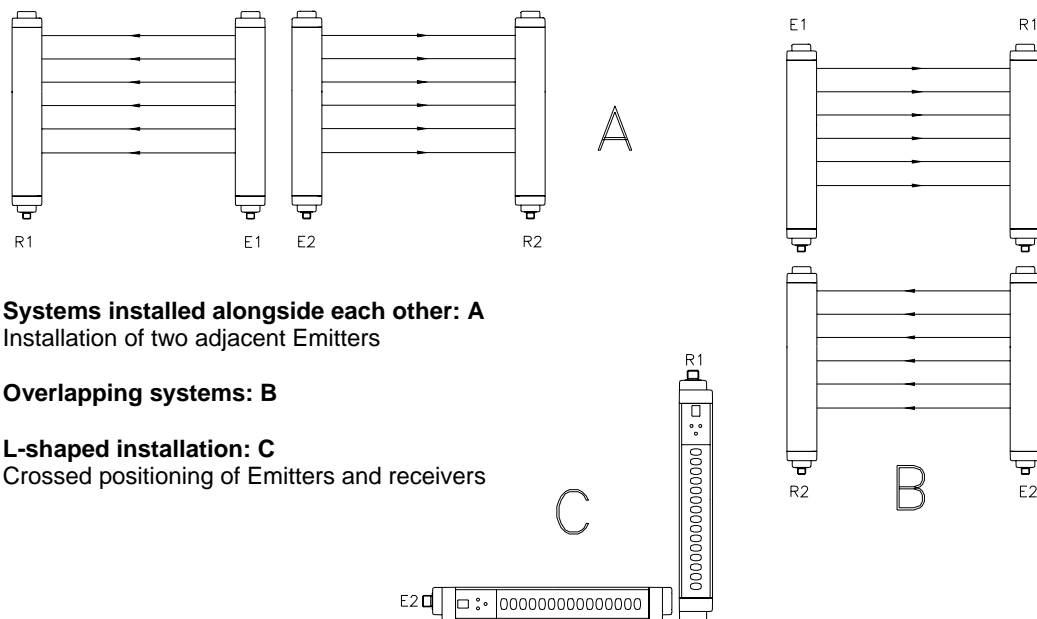 E1 R1
A
R1 E1 E2 R2
Systems installed alongside each other: A
Installation of two adjacent Emitters
Overlapping systems: B
L-shaped installation: C
Crossed positioning of Emitters and receivers
R1
R2 B E2
C
E2